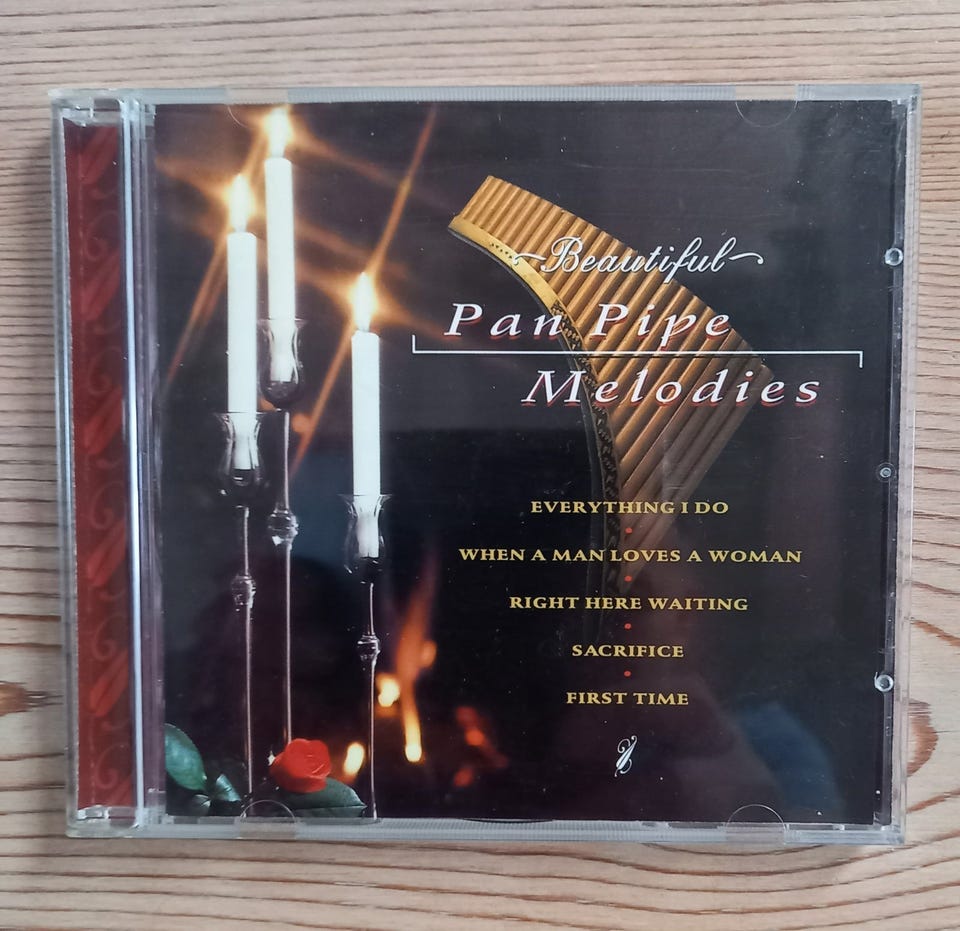 Beautiful
Pan Pipe
Melodies
EVERYTHING I DO
WHEN A MAN LOVES A WOMAN
RIGHT HERE WAITING
SACRIFICE
FIRST TIME